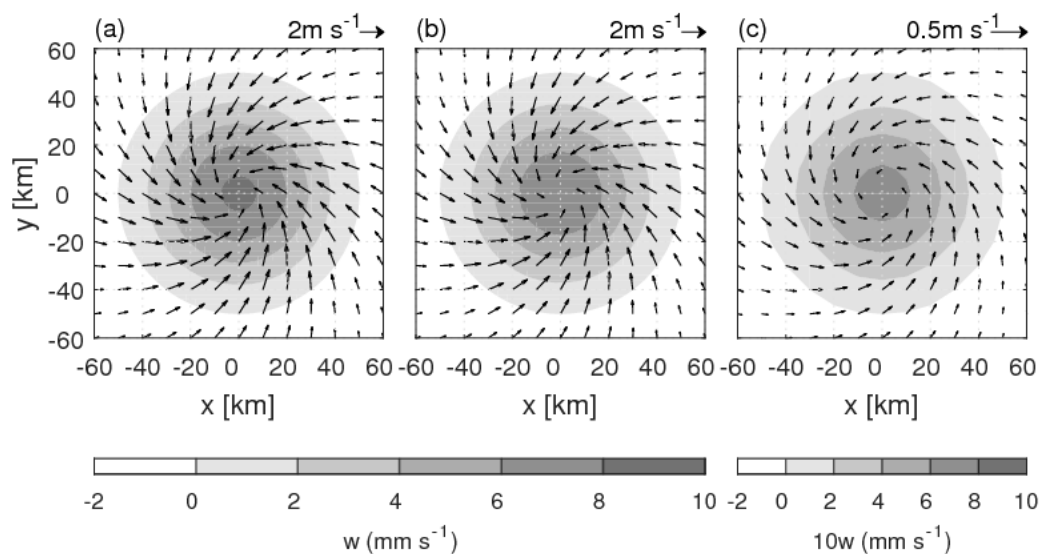 (a) 2m s⁻¹ (b) 2m s⁻¹ (c) 0.5m s⁻¹
60
40
20
0
-20
-40
-60
y [km]
-60 -40 -20 0 20 40 60 -60 -40 -20 0 20 40 60 -60 -40 -20 0 20 40 60
x [km] x [km] x [km]
-2 0 2 4 6 8 10 -2 0 2 4 6 8 10
w (mm s⁻¹) 10w (mm s⁻¹)